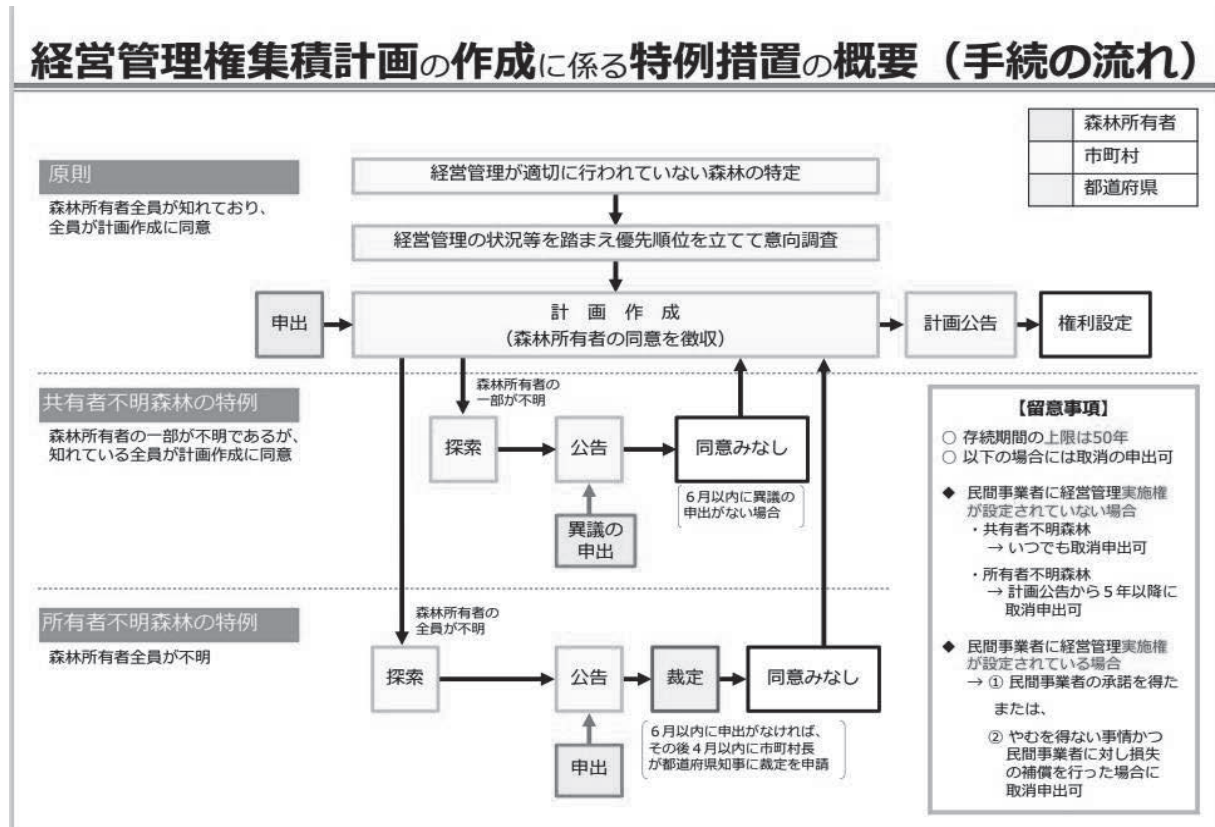 経営管理権集積計画の作成に係る特例措置の概要（手続の流れ）
森林所有者
市町村
都道府県
原則
森林所有者全員が知れており、
全員が計画作成に同意
経営管理が適切に行われていない森林の特定
経営管理の状況等を踏まえ優先順位を立てて意向調査
申出
計 画 作 成
（森林所有者の同意を徴収）
計画公告
権利設定
共有者不明森林の特例
森林所有者の一部が不明であるが、
知れている全員が計画作成に同意
森林所有者の
一部が不明
探索
公告
同意みなし
６月以内に異議の
申出がない場合
異議の
申出
所有者不明森林の特例
森林所有者全員が不明
森林所有者の
全員が不明
探索
公告
裁定
同意みなし
６月以内に申出がなければ、
その後４月以内に市町村長
が都道府県知事に裁定を申請
申出
【留意事項】
○ 存続期間の上限は50年
○ 以下の場合には取消の申出可
◆ 民間事業者に経営管理実施権
が設定されていない場合
・共有者不明森林
→ いつでも取消申出可
・所有者不明森林
→ 計画公告から５年以降に
取消申出可
◆ 民間事業者に経営管理実施権
が設定されている場合
→ ① 民間事業者の承諾を得た
または、
② やむを得ない事情かつ
民間事業者に対し損失
の補償を行った場合に
取消申出可